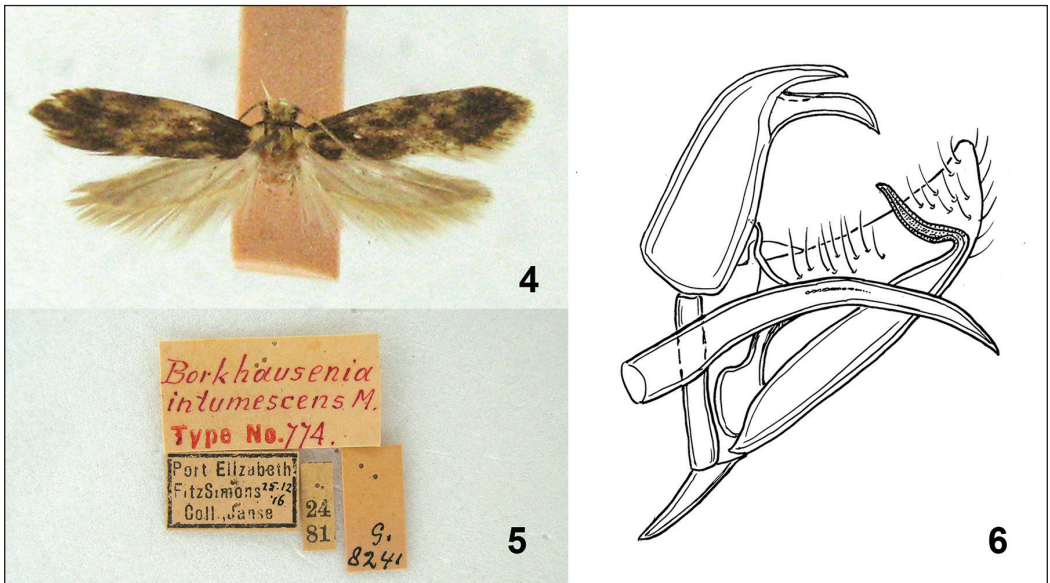 4
Borkhausenia
intumescens M.
Type No. 774.
Port Elizabeth
FitzSimons 25.12
'16
Coll. Janse
24
81
G.
8241
5
6